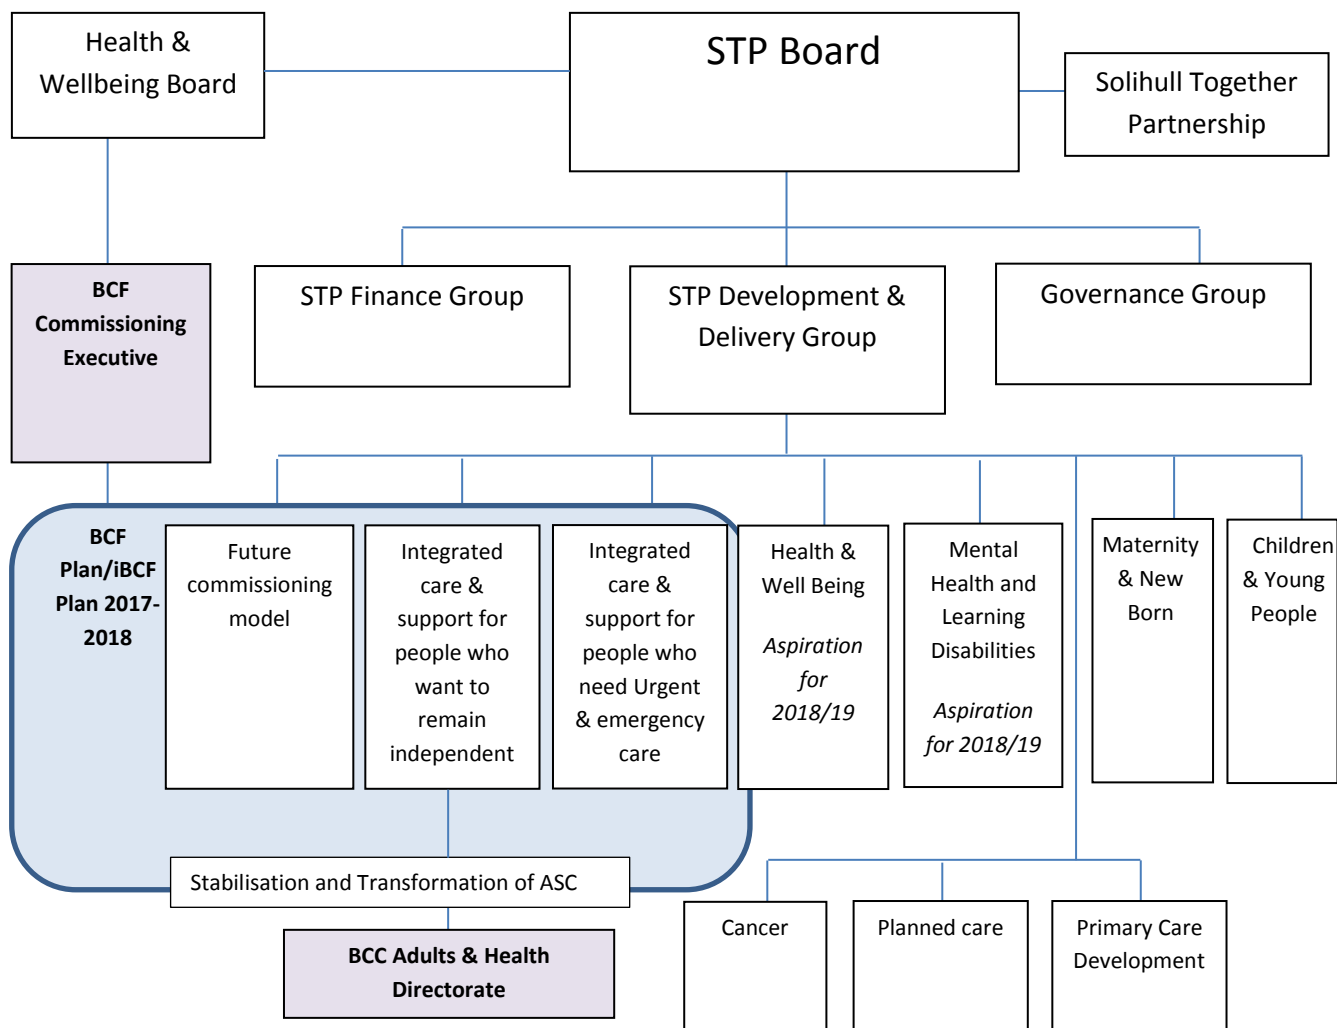 Health &
Wellbeing Board
STP Board
Solihull Together
Partnership
BCF
Commissioning
Executive
STP Finance Group
STP Development &
Delivery Group
Governance Group
BCF
Plan/iBCF
Plan 2017-
2018
Future
commissioning
model
Integrated
care &
support for
people who
want to
remain
independent
Integrated
care &
support for
people who
need Urgent
& emergency
care
Health &
Well Being
Aspiration
for
2018/19
Mental
Health and
Learning
Disabilities
Aspiration
for 2018/19
Maternity
& New
Born
Children
& Young
People
Stabilisation and Transformation of ASC
BCC Adults & Health
Directorate
Cancer
Planned care
Primary Care
Development